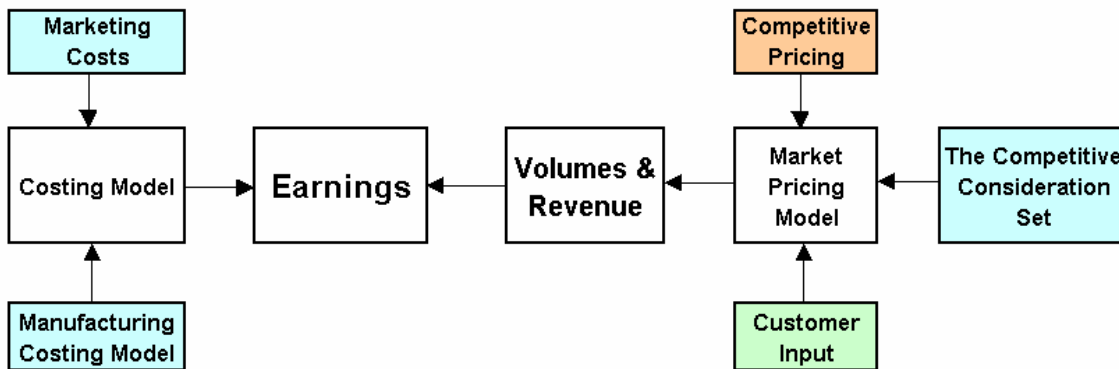 Marketing
Costs
Competitive
Pricing
Costing Model
Earnings
Volumes &
Revenue
Market
Pricing
Model
The Competitive
Consideration
Set
Manufacturing
Costing Model
Customer
Input